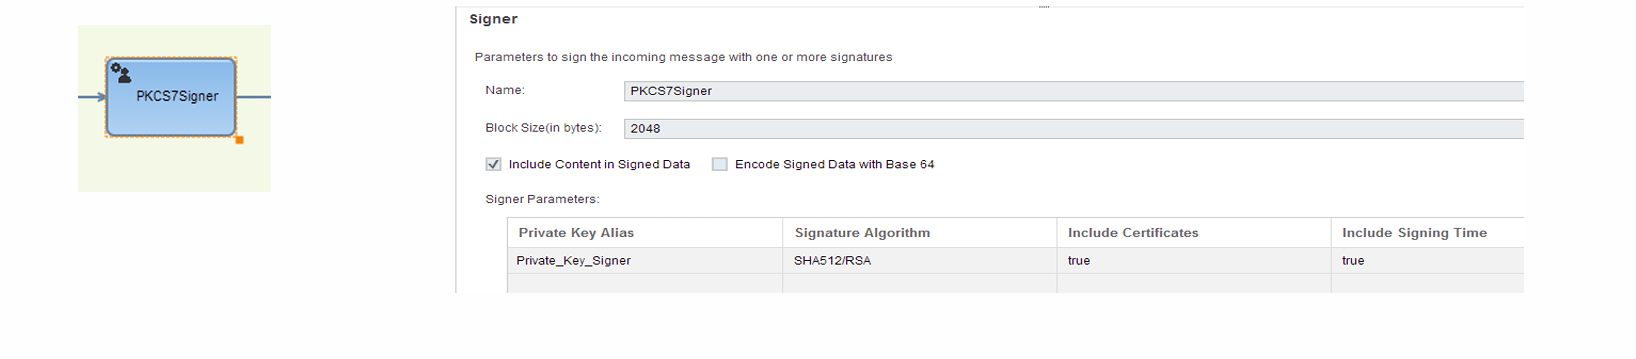 PKCS7Signer
Signer
Parameters to sign the incoming message with one or more signatures
Name: PKCS7Signer
Block Size(in bytes): 2048
Include Content in Signed Data Encode Signed Data with Base 64
Signer Parameters:
Private Key Alias Signature Algorithm Include Certificates Include Signing Time
Private_Key_Signer SHA512/RSA true true